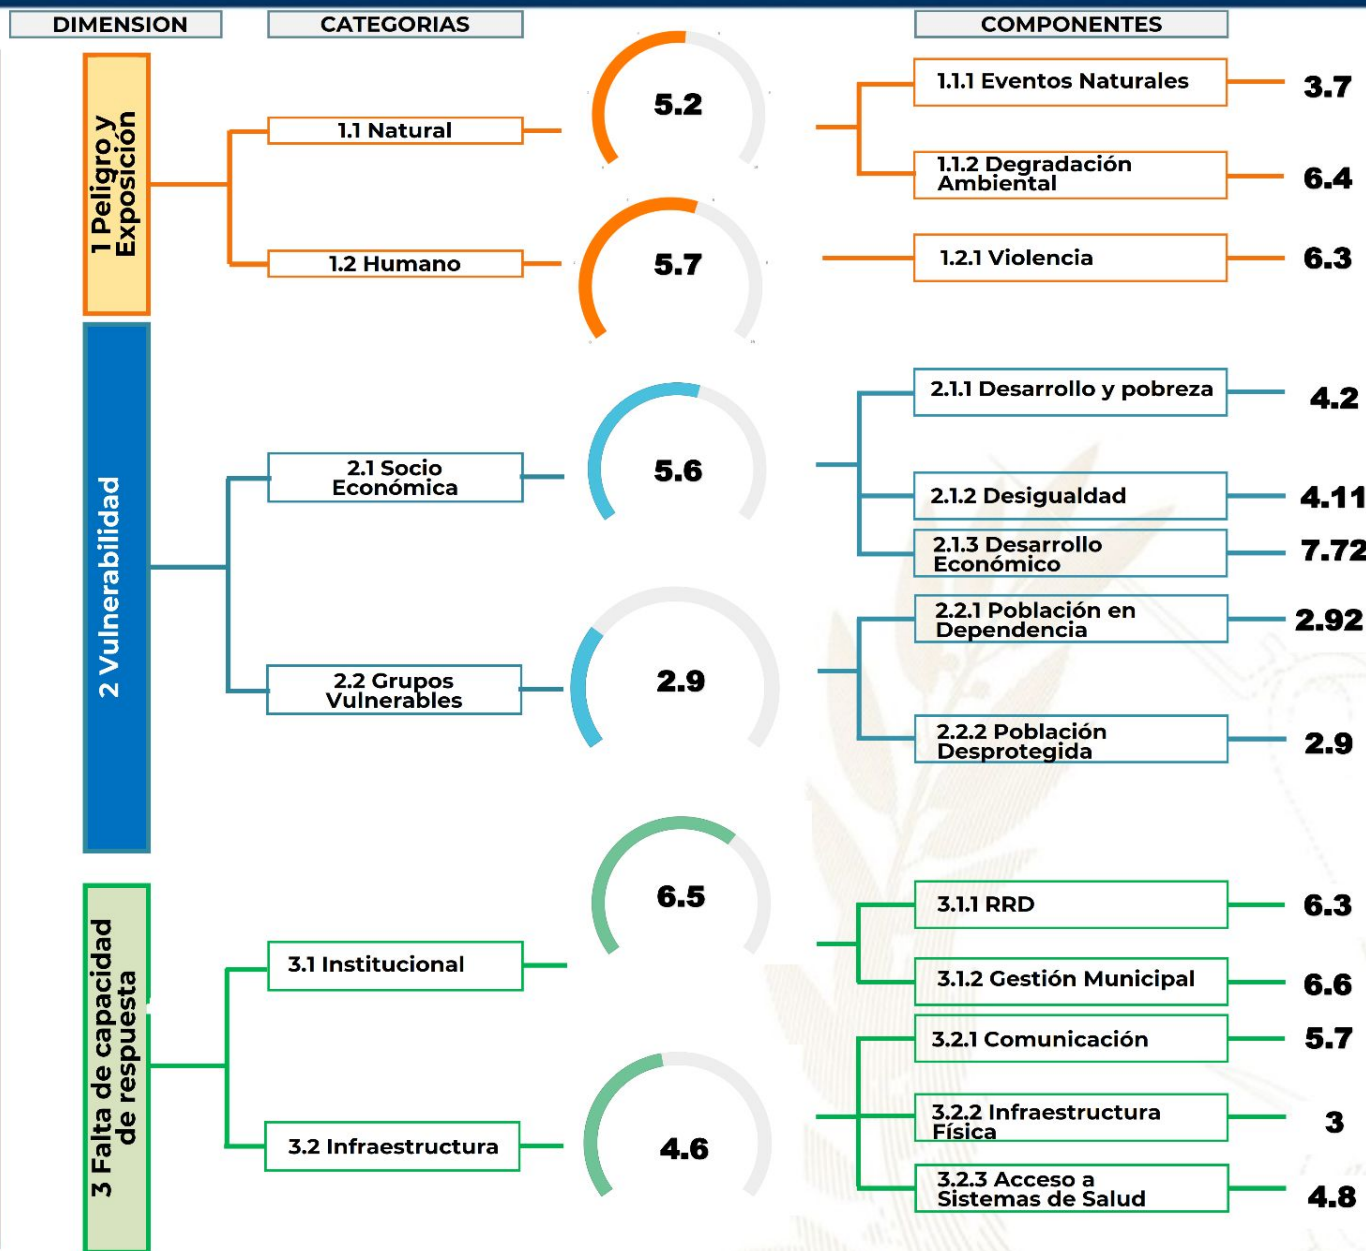 DIMENSION
CATEGORIAS
COMPONENTES
1 Peligro y
Exposición
1.1 Natural
5.2
1.1.1 Eventos Naturales
3.7
1.1.2 Degradación
Ambiental
6.4
1.2 Humano
5.7
1.2.1 Violencia
6.3
2 Vulnerabilidad
2.1 Socio
Económica
5.6
2.1.1 Desarrollo y pobreza
4.2
2.1.2 Desigualdad
4.11
2.1.3 Desarrollo
Económico
7.72
2.2 Grupos
Vulnerables
2.9
2.2.1 Población en
Dependencia
2.92
2.2.2 Población
Desprotegida
2.9
3 Falta de capacidad
de respuesta
3.1 Institucional
6.5
3.1.1 RRD
6.3
3.1.2 Gestión Municipal
6.6
3.2 Infraestructura
4.6
3.2.1 Comunicación
5.7
3.2.2 Infraestructura
Física
3
3.2.3 Acceso a
Sistemas de Salud
4.8